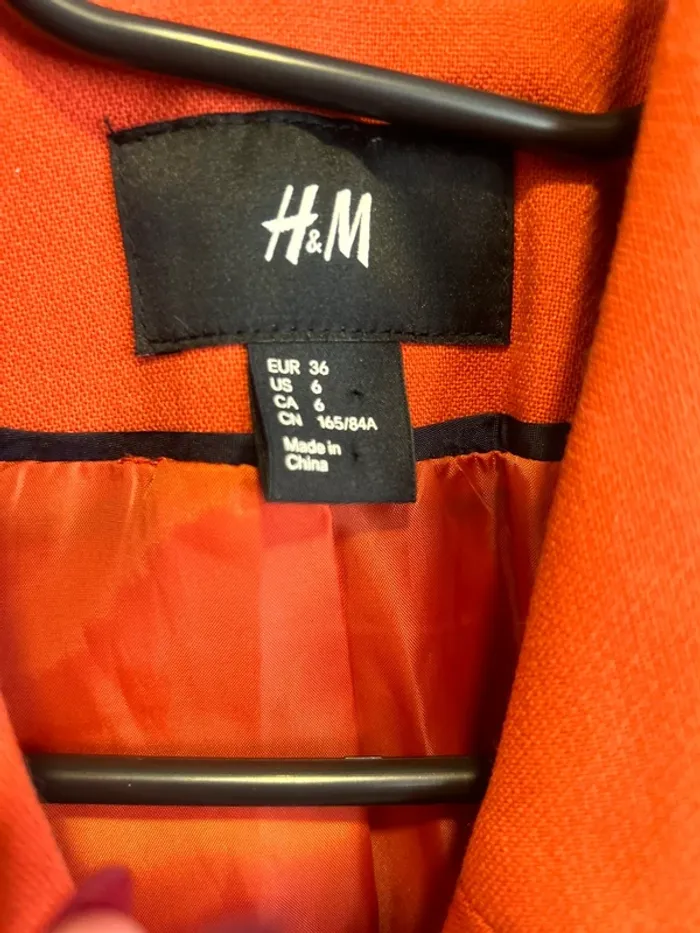 H&M
EUR 36
US 6
CA 6
CN 165/84A
Made in
China